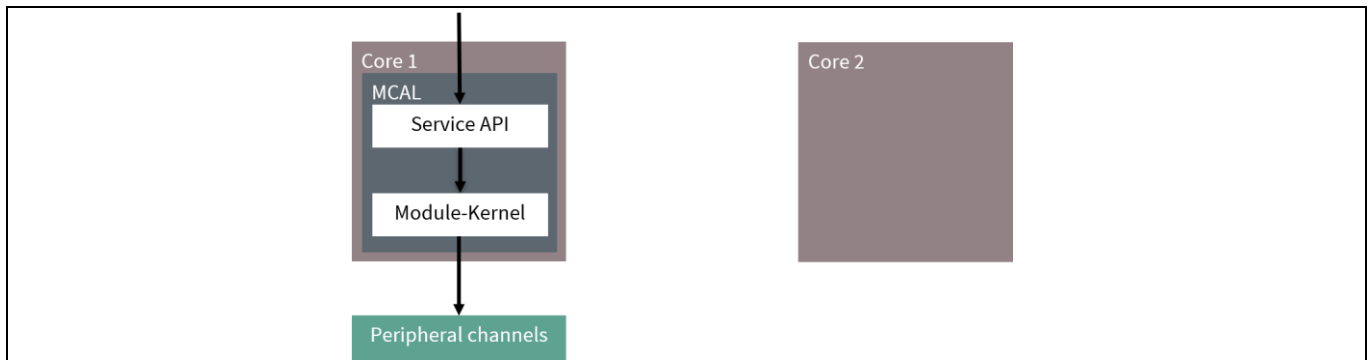 Core 1
Core 2
MCAL
Service API
Module-Kernel
Peripheral channels